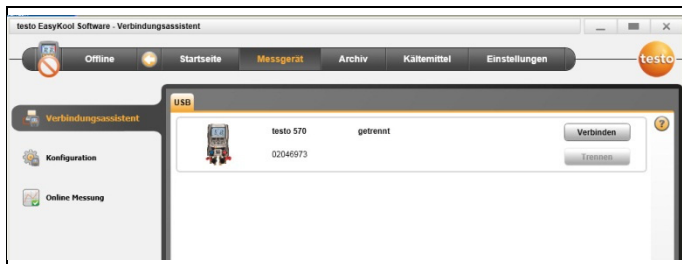 testo EasyKool Software - Verbindungsassistent
Offline Startseite Messgerät Archiv Kältemittel Einstellungen testo
USB
Verbindungsassistent
testo 570 getrennt Verbinden ?
02046973 Trennen
Konfiguration
Online Messung